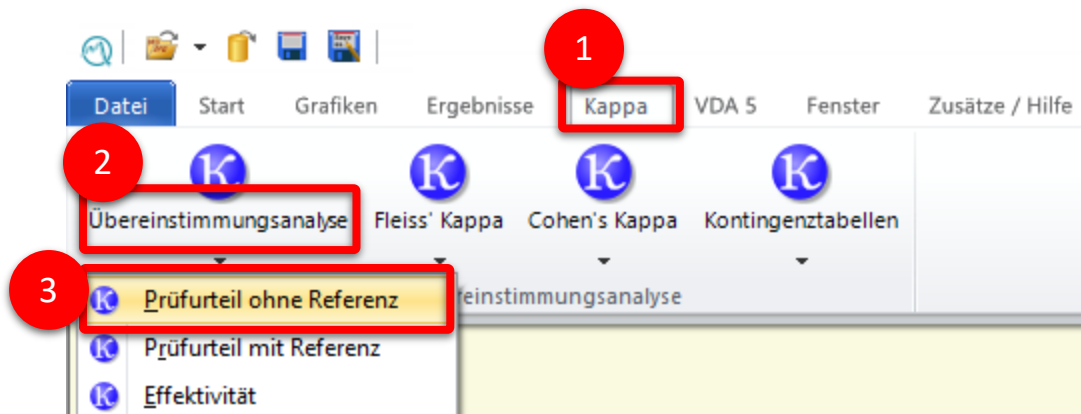 1
Datei Start Grafiken Ergebnisse Kappa VDA 5 Fenster Zusätze / Hilfe
2
Übereinstimmungsanalyse Fleiss' Kappa Cohen's Kappa Kontingenztabellen
3
Prüfurteil ohne Referenz
einstimmungsanalyse
Prüfurteil mit Referenz
Effektivität